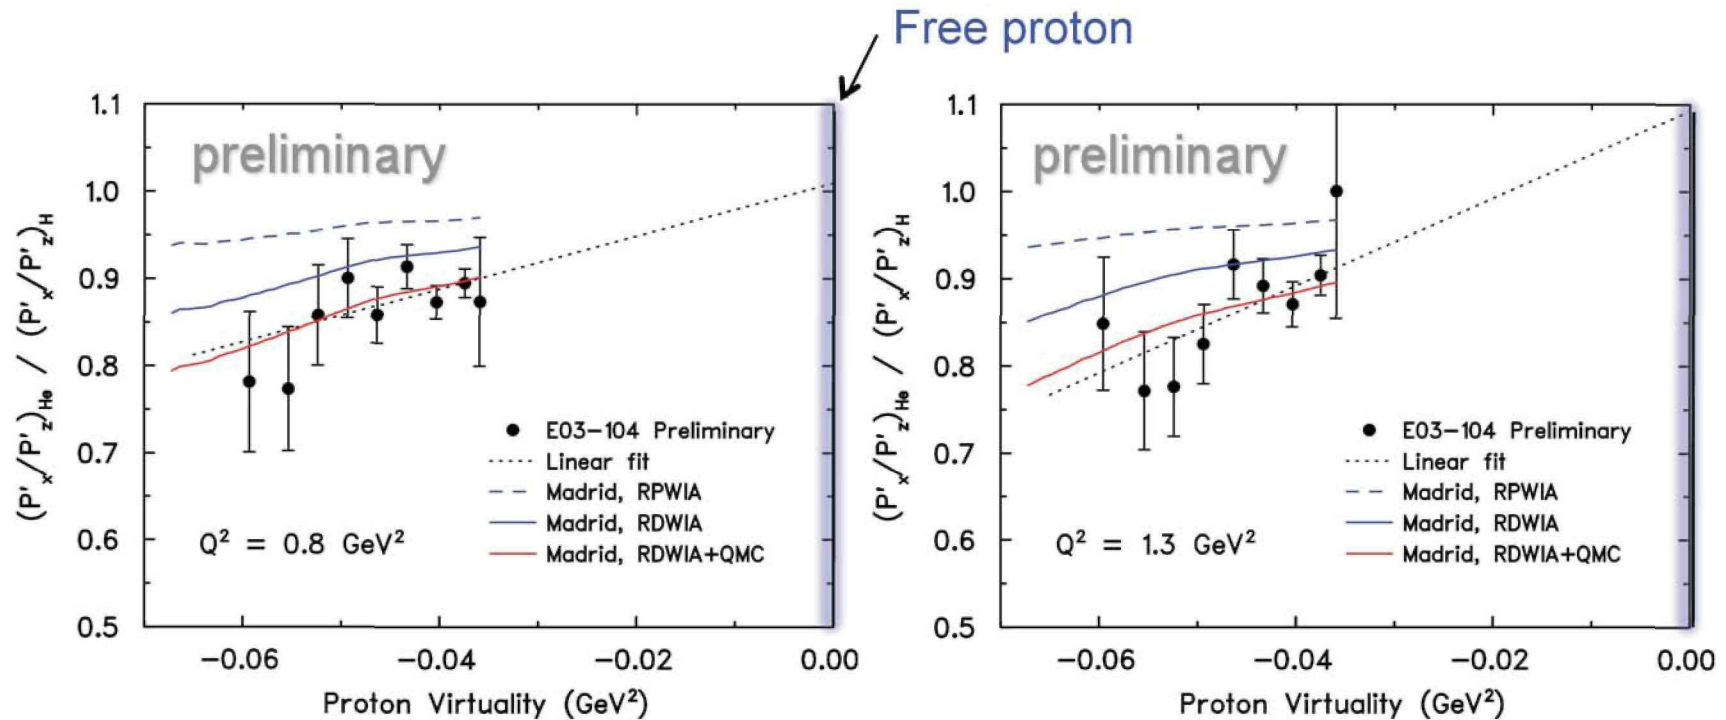 Free proton
preliminary
(P'x/P'z)He / (P'x/P'z)H
1.1
1.0
0.9
0.8
0.7
0.6
0.5
E03-104 Preliminary
Linear fit
Madrid, RPWIA
Madrid, RDWIA
Madrid, RDWIA+QMC
Q² = 0.8 GeV²
-0.06
-0.04
-0.02
0.00
Proton Virtuality (GeV²)
preliminary
(P'x/P'z)He / (P'x/P'z)H
1.1
1.0
0.9
0.8
0.7
0.6
0.5
E03-104 Preliminary
Linear fit
Madrid, RPWIA
Madrid, RDWIA
Madrid, RDWIA+QMC
Q² = 1.3 GeV²
-0.06
-0.04
-0.02
0.00
Proton Virtuality (GeV²)